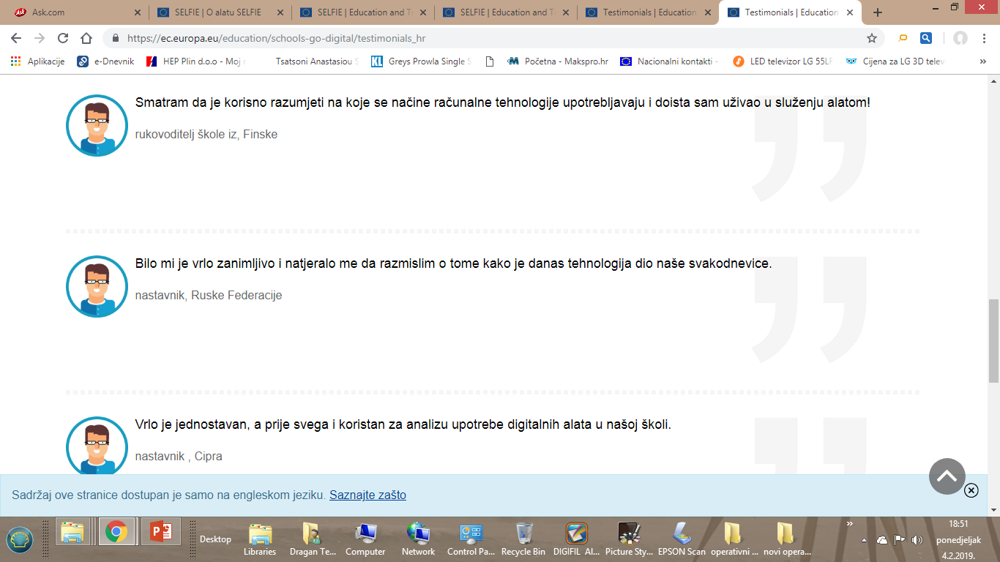 Ask.com
SELFIE | O alatu SELFIE
SELFIE | Education and T
SELFIE | Education and T
Testimonials | Education
Testimonials | Education
https://ec.europa.eu/education/schools-go-digital/testimonials_hr
Aplikacije
e-Dnevnik
HEP Plin d.o.o - Moj
Tsatsoni Anastasiou
Greys Prowla Single
Početna - Makspro.hr
Nacionalni kontakti -
LED televizor LG 55LF
Cijena za LG 3D telev
»
Smatram da je korisno razumjeti na koje se načine računalne tehnologije upotrebljavaju i doista sam uživao u služenju alatom!
rukovoditelj škole iz, Finske
Bilo mi je vrlo zanimljivo i natjeralo me da razmislim o tome kako je danas tehnologija dio naše svakodnevice.
nastavnik, Ruske Federacije
Vrlo je jednostavan, a prije svega i koristan za analizu upotrebe digitalnih alata u našoj školi.
nastavnik , Cipra
Sadržaj ove stranice dostupan je samo na engleskom jeziku. Saznajte zašto
Desktop
Libraries
Dragan Te...
Computer
Network
Control Pa...
Recycle Bin
DIGIFIL AI...
Picture Sty...
EPSON Scan
operativni ...
novi opera...
»
18:51
ponedjeljak
4.2.2019.